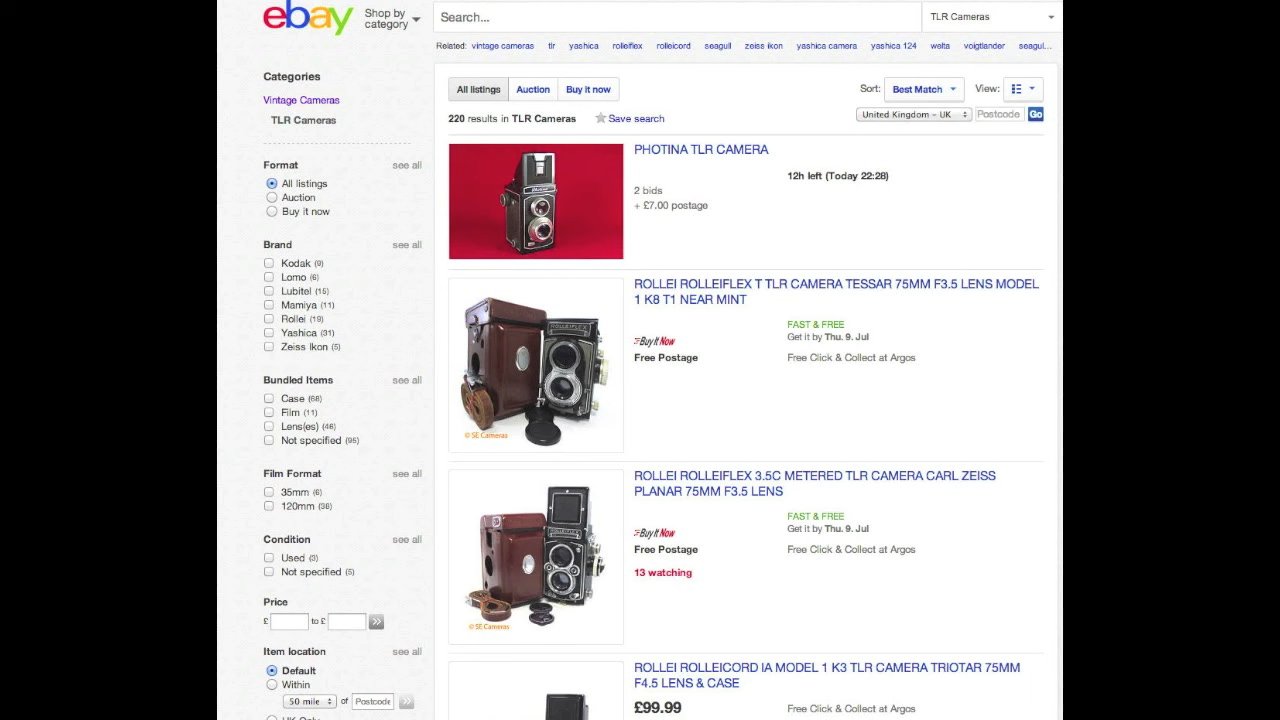 ebay
Shop by category
Search...
TLR Cameras
Related: vintage cameras tlr yashica rolleiflex rolleicord seagull zeiss ikon yashica camera yashica 124 welta voigtlander seagul...
Categories
Vintage Cameras
TLR Cameras
Format see all
All listings
Auction
Buy it now
Brand see all
Kodak (9)
Lomo (6)
Lubitel (15)
Mamiya (11)
Rollei (19)
Yashica (31)
Zeiss Ikon (5)
Bundled Items see all
Case (68)
Film (11)
Lens(es) (46)
Not specified (95)
Film Format see all
35mm (6)
120mm (38)
Condition see all
Used (3)
Not specified (5)
Price
£ to £
Item location see all
Default
Within
50 mile of Postcode
UK Only
All listings Auction Buy it now
Sort: Best Match View:
220 results in TLR Cameras Save search
United Kingdom - UK Postcode Go
PHOTINA TLR CAMERA
12h left (Today 22:28)
2 bids
+ £7.00 postage
ROLLEI ROLLEIFLEX T TLR CAMERA TESSAR 75MM F3.5 LENS MODEL
1 K8 T1 NEAR MINT
FAST & FREE
Buy It Now Get it by Thu. 9. Jul
Free Postage Free Click & Collect at Argos
ROLLEIFLEX
© SE Cameras
ROLLEI ROLLEIFLEX 3.5C METERED TLR CAMERA CARL ZEISS
PLANAR 75MM F3.5 LENS
FAST & FREE
Buy It Now Get it by Thu. 9. Jul
Free Postage Free Click & Collect at Argos
13 watching
© SE Cameras
ROLLEI ROLLEICORD IA MODEL 1 K3 TLR CAMERA TRIOTAR 75MM
F4.5 LENS & CASE
£99.99 Free Click & Collect at Argos